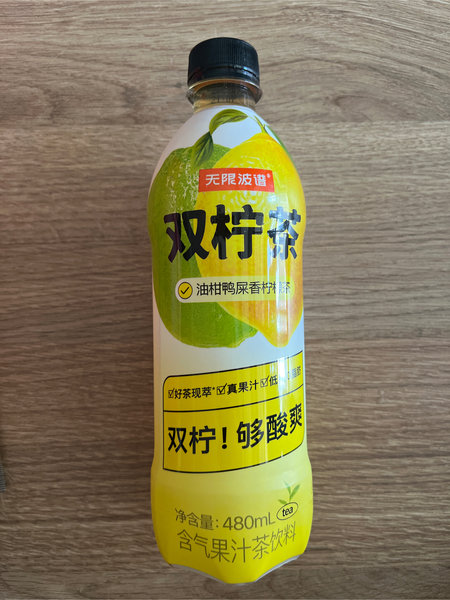 无限波谱®
双柠茶
油柑鸭屎香柠檬茶
好茶现萃*真果汁低
双柠!够酸爽
净含量:480mL
tea
含气果汁茶饮料